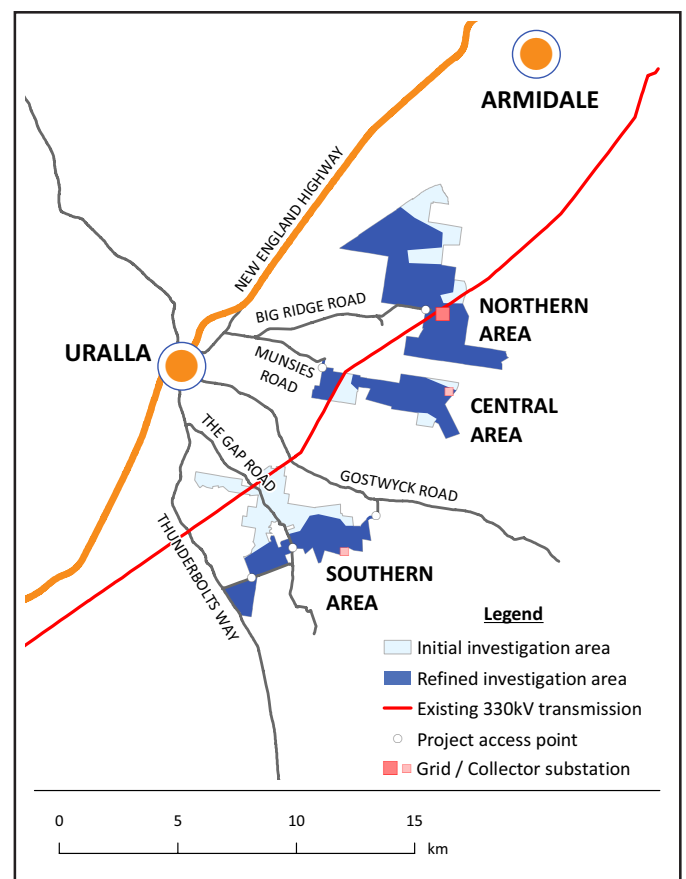 ARMIDALE
NEW ENGLAND HIGHWAY
BIG RIDGE ROAD
NORTHERN
AREA
URALLA
MUNSIES
ROAD
CENTRAL
AREA
THE GAP ROAD
GOSTWYCK ROAD
THUNDERBOLTS WAY
SOUTHERN
AREA
Legend
Initial investigation area
Refined investigation area
Existing 330kV transmission
Project access point
Grid / Collector substation
0 5 10 15
km